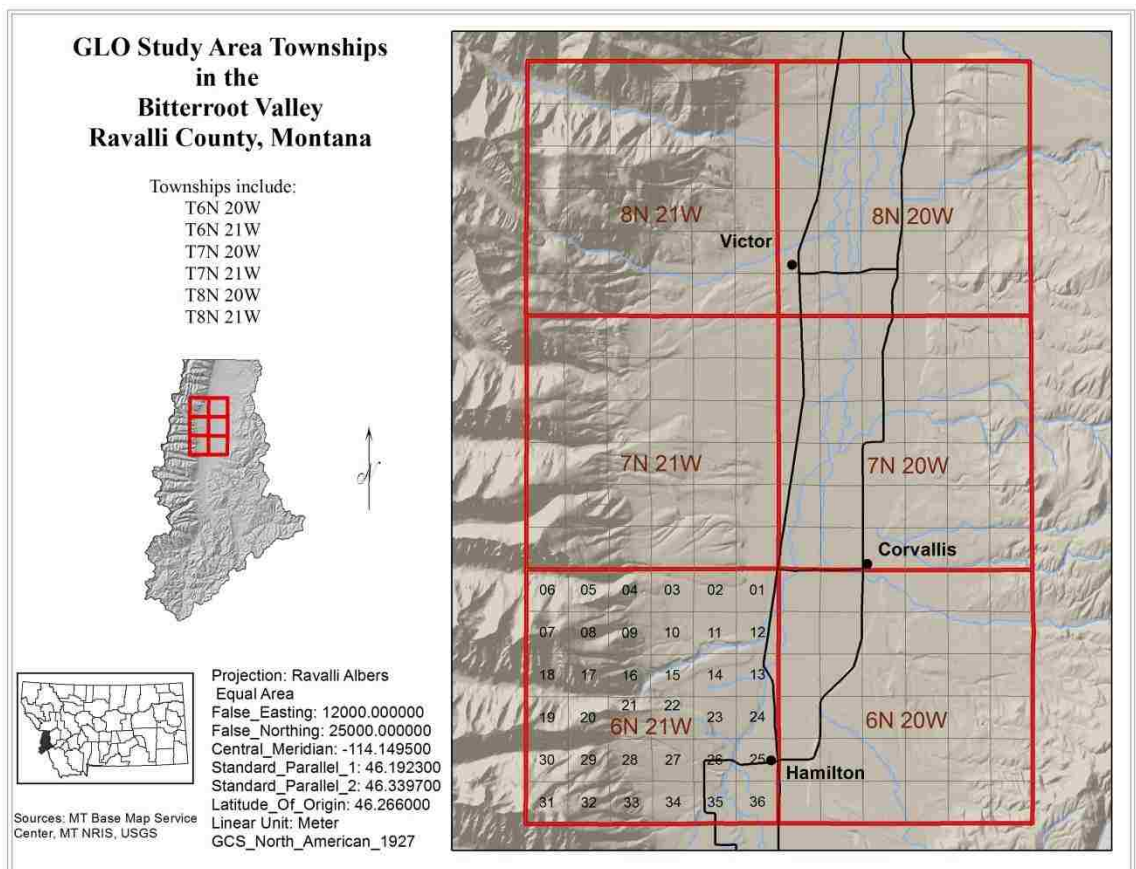 GLO Study Area Townships
in the
Bitterroot Valley
Ravalli County, Montana
Townships include:
T6N 20W
T6N 21W
T7N 20W
T7N 21W
T8N 20W
T8N 21W
N
Projection: Ravalli Albers
Equal Area
False_Easting: 12000.000000
False_Northing: 25000.000000
Central_Meridian: -114.149500
Standard_Parallel_1: 46.192300
Standard_Parallel_2: 46.339700
Latitude_Of_Origin: 46.266000
Linear Unit: Meter
GCS_North_American_1927
Sources: MT Base Map Service
Center, MT NRIS, USGS
8N 21W
8N 20W
Victor
7N 21W
7N 20W
Corvallis
06 05 04 03 02 01
07 08 09 10 11 12
18 17 16 15 14 13
19 20 21 22 23 24
6N 21W
6N 20W
30 29 28 27 26 25
Hamilton
31 32 33 34 35 36